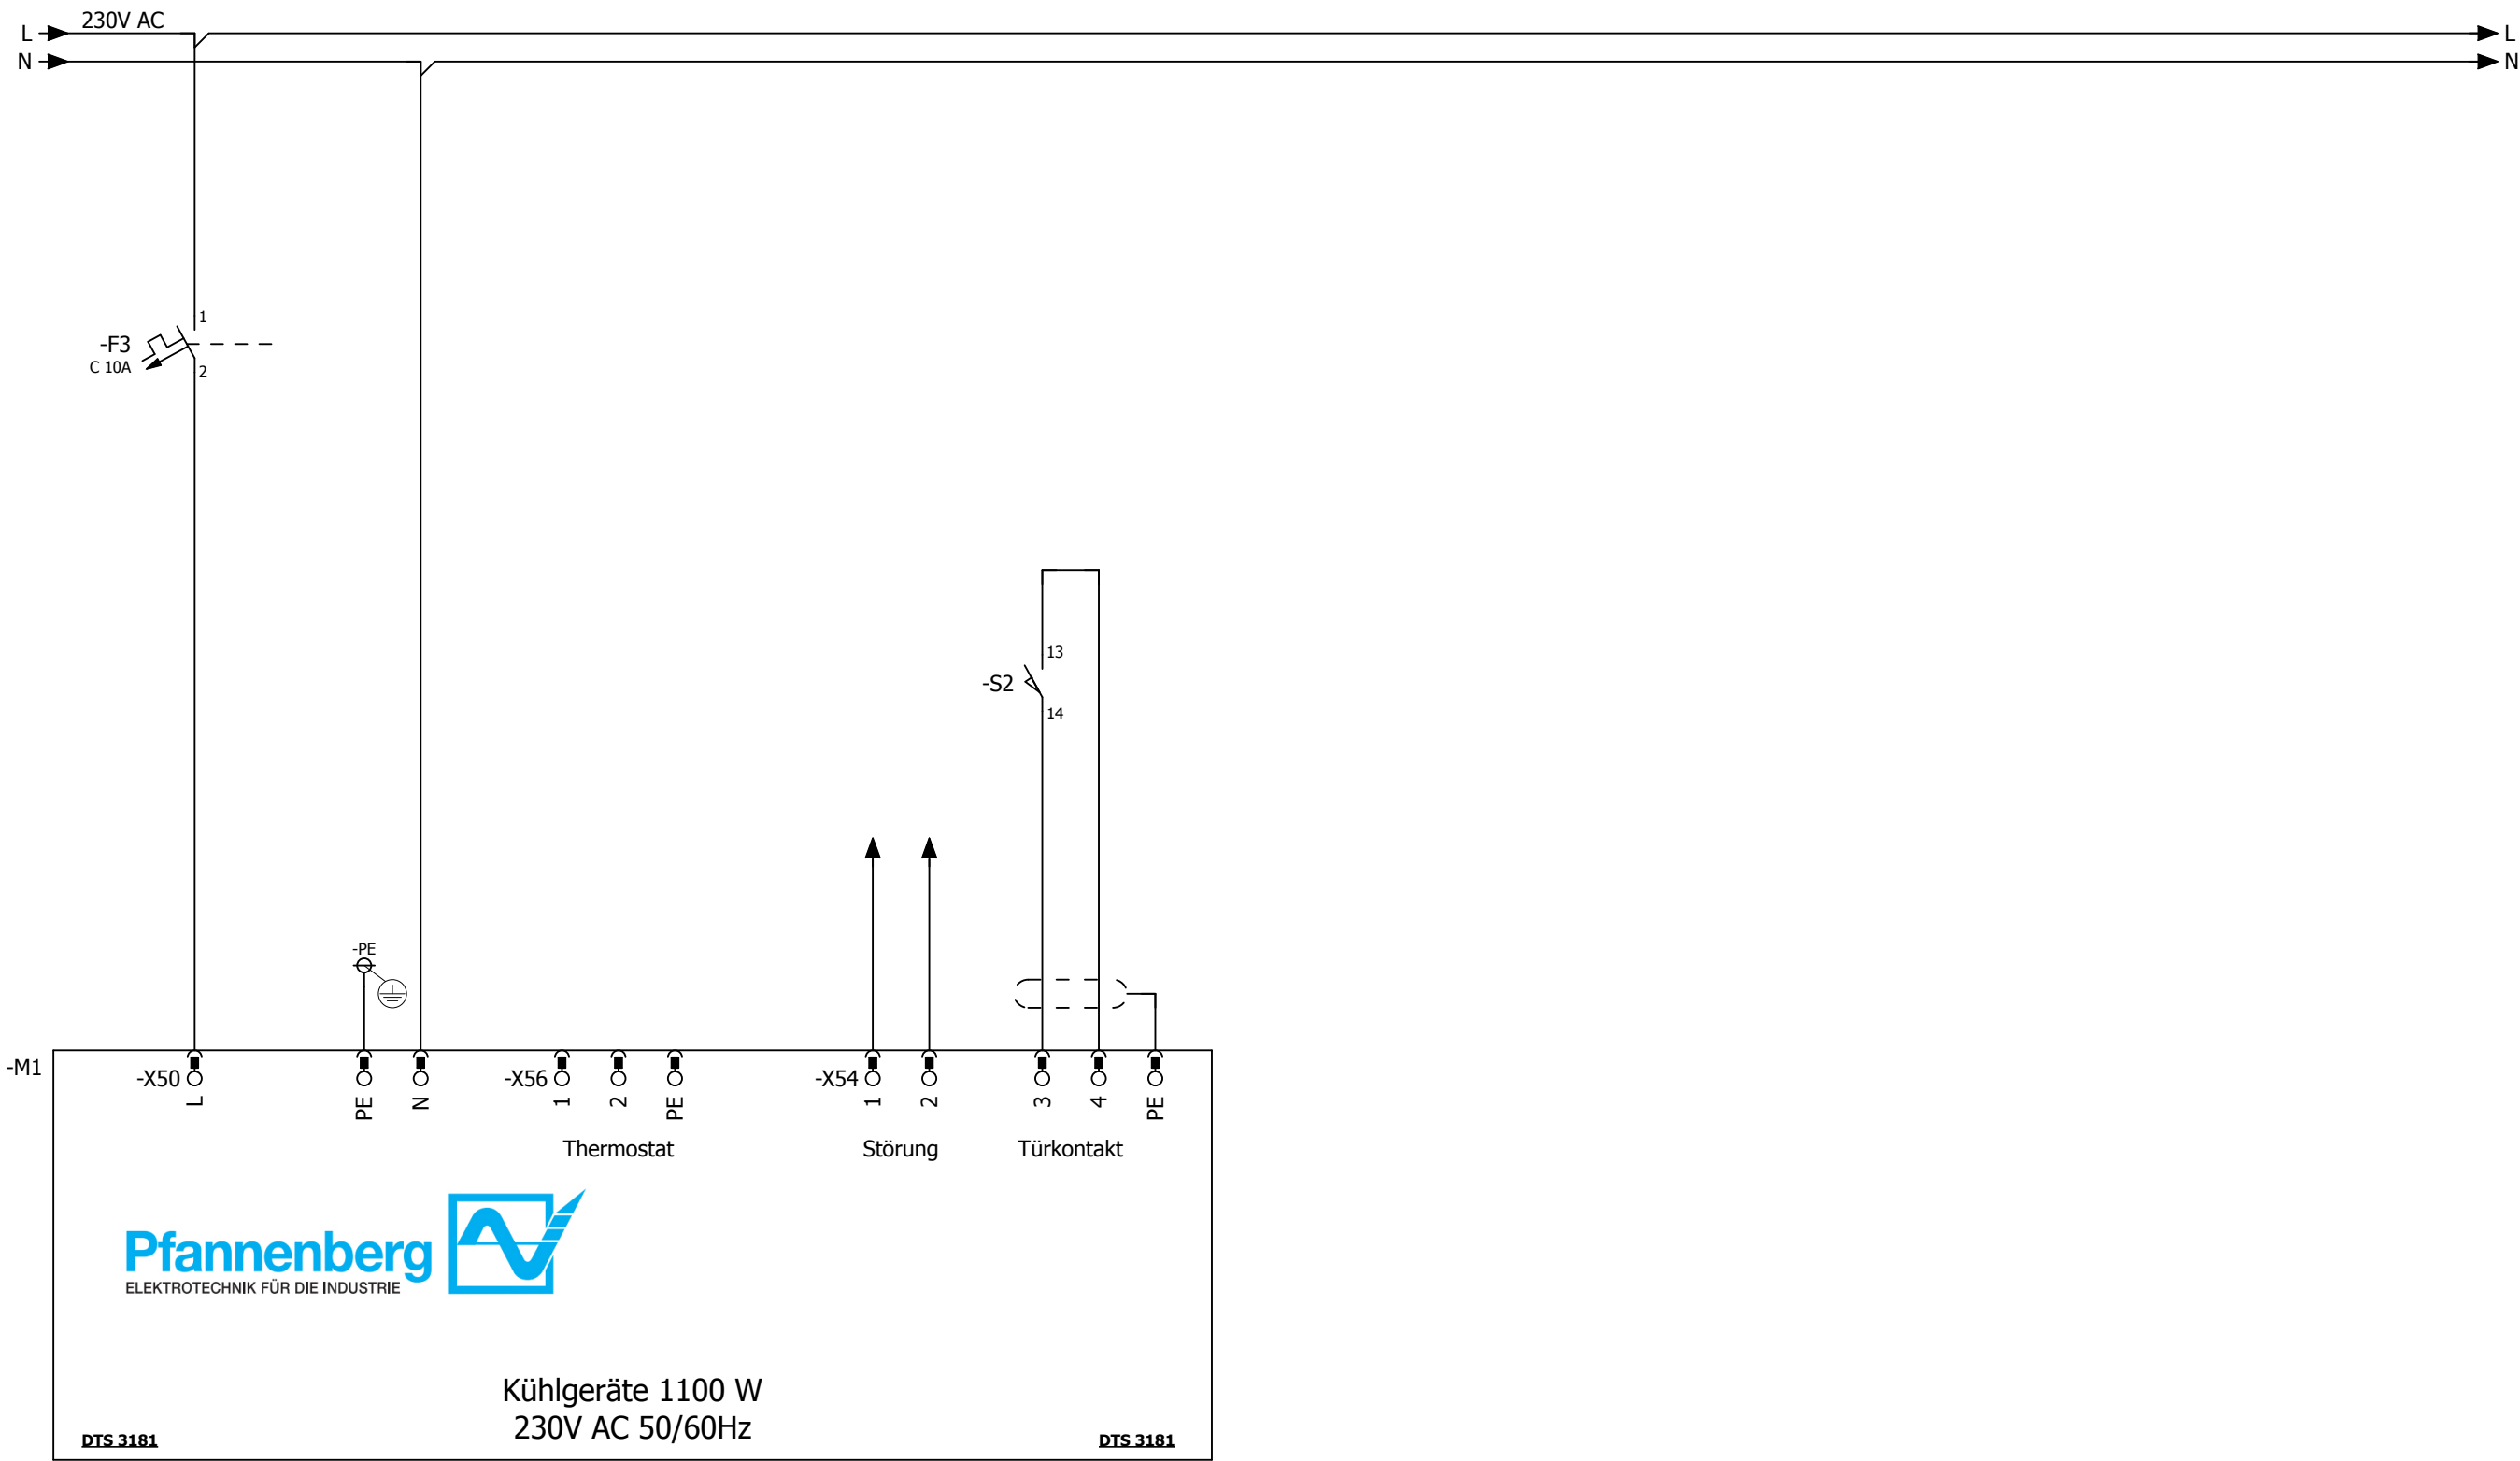 230V AC
L
L
N
N
1
-F3
C 10A
2
13
-S2
14
-PE
-M1
-X50
L
PE
N
-X56
1
2
PE
-X54
1
2
3
4
PE
Thermostat
Störung
Türkontakt
Pfannenberg
ELEKTROTECHNIK FÜR DIE INDUSTRIE
Kühlgeräte 1100 W
230V AC 50/60Hz
DTS 3181
DTS 3181